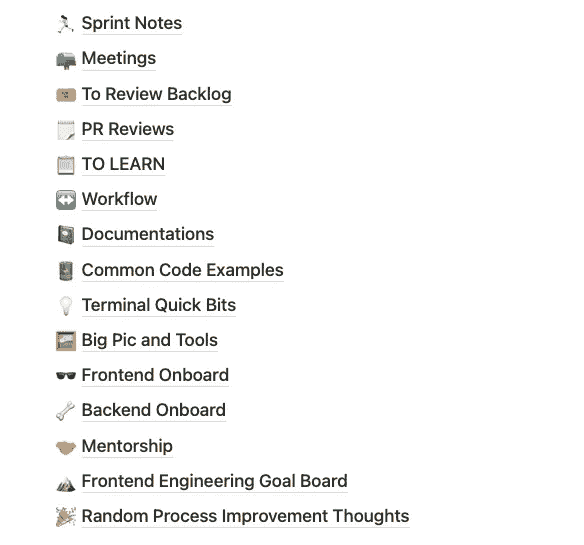 Sprint Notes
Meetings
To Review Backlog
PR Reviews
TO LEARN
Workflow
Documentations
Common Code Examples
Terminal Quick Bits
Big Pic and Tools
Frontend Onboard
Backend Onboard
Mentorship
Frontend Engineering Goal Board
Random Process Improvement Thoughts